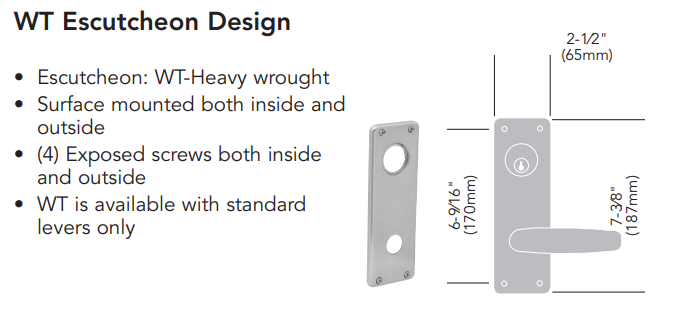 WT Escutcheon Design
• Escutcheon: WT-Heavy wrought
• Surface mounted both inside and
outside
• (4) Exposed screws both inside
and outside
• WT is available with standard
levers only
2-1/2"
(65mm)
6-9/16"
(170mm)
7-3/8"
(187mm)